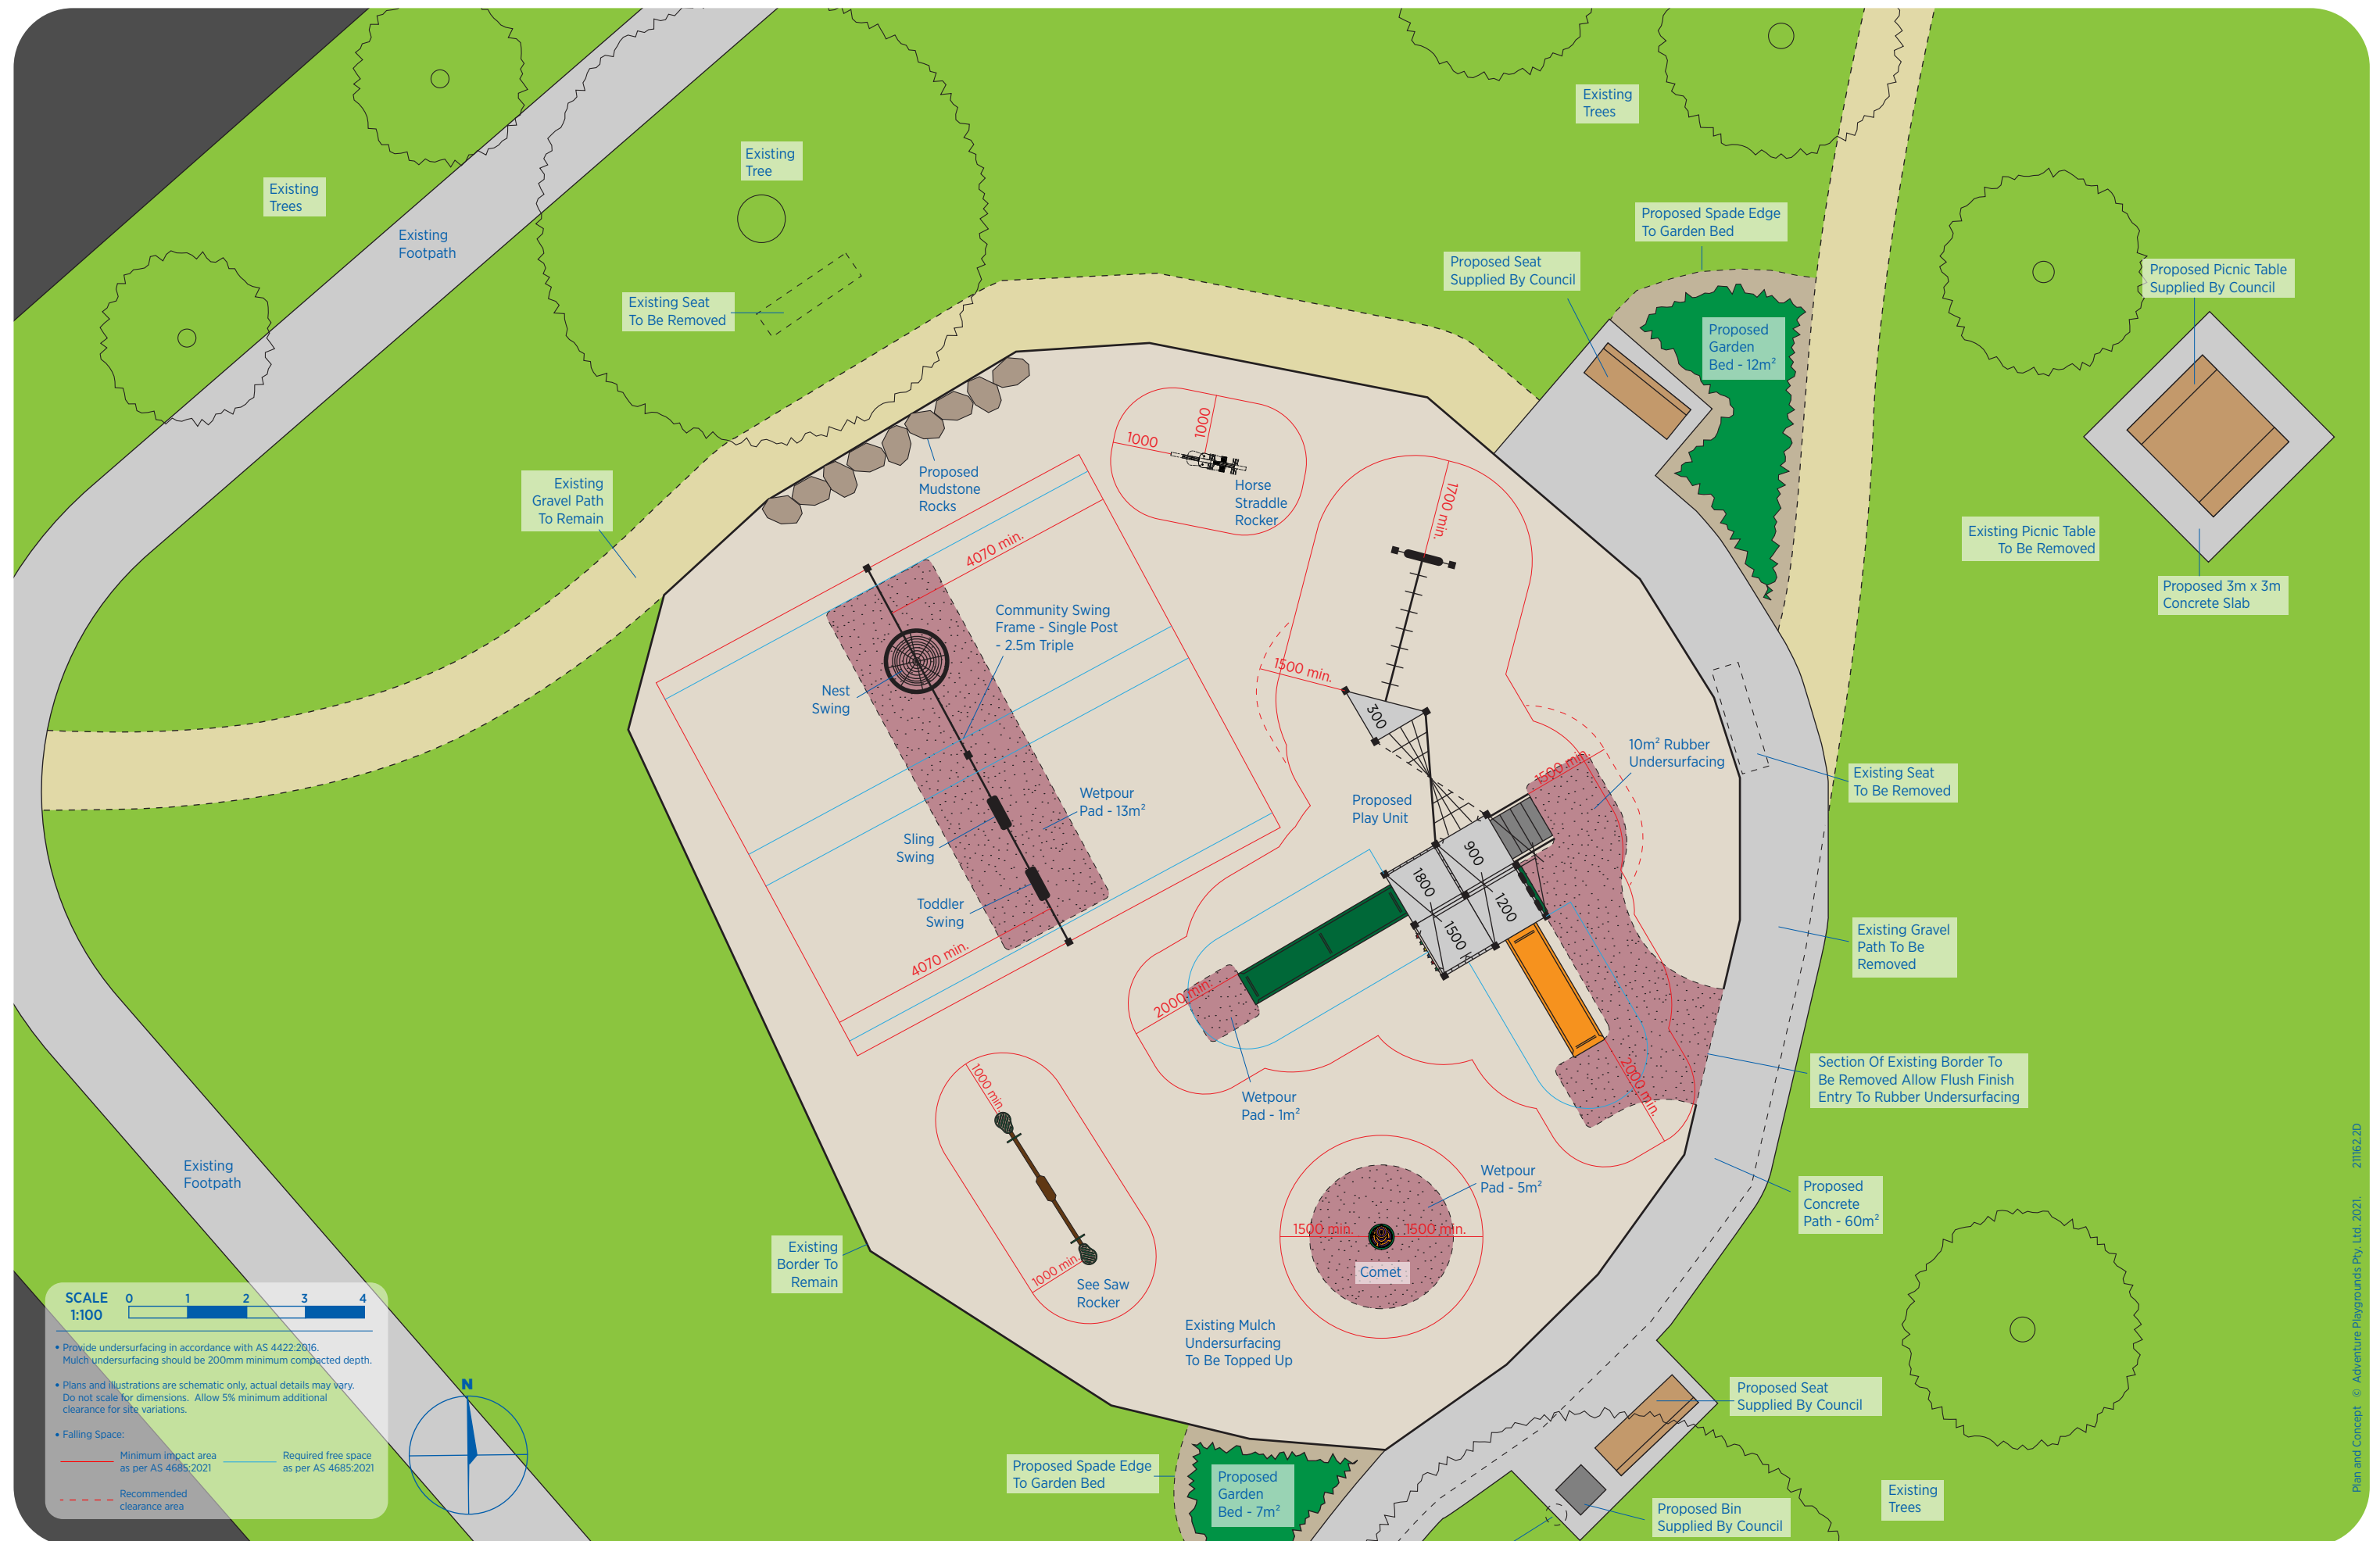 Existing
Trees
Existing
Footpath
Existing
Tree
Existing Seat
To Be Removed
Existing
Gravel Path
To Remain
Proposed
Mudstone
Rocks
1000
1000
Horse
Straddle
Rocker
Existing
Trees
Proposed Spade Edge
To Garden Bed
Proposed Seat
Supplied By Council
Proposed
Garden
Bed - 12m²
Proposed Picnic Table
Supplied By Council
Existing Picnic Table
To Be Removed
Proposed 3m x 3m
Concrete Slab
4070 min.
Community Swing
Frame - Single Post
- 2.5m Triple
Nest
Swing
Sling
Swing
Toddler
Swing
Wetpour
Pad - 13m²
4070 min.
1700 min.
1500 min.
300
Proposed
Play Unit
1500 min.
10m² Rubber
Undersurfacing
900
1800
1200
1500
2000 min.
2000 min.
Wetpour
Pad - 1m²
Existing Seat
To Be Removed
Existing Gravel
Path To Be
Removed
Section Of Existing Border To
Be Removed Allow Flush Finish
Entry To Rubber Undersurfacing
Proposed
Concrete
Path - 60m²
1000 min.
1000 min.
See Saw
Rocker
Wetpour
Pad - 5m²
1500 min.
1500 min.
Comet
Existing Mulch
Undersurfacing
To Be Topped Up
Existing
Border To
Remain
Existing
Footpath
Proposed Spade Edge
To Garden Bed
Proposed
Garden
Bed - 7m²
Proposed Seat
Supplied By Council
Proposed Bin
Supplied By Council
Existing
Trees
SCALE
1:100
0 1 2 3 4
• Provide undersurfacing in accordance with AS 4422:2016.
Mulch undersurfacing should be 200mm minimum compacted depth.
• Plans and illustrations are schematic only, actual details may vary.
Do not scale for dimensions. Allow 5% minimum additional
clearance for site variations.
• Falling Space:
Minimum impact area
as per AS 4685:2021
Required free space
as per AS 4685:2021
Recommended
clearance area
N
Plan and Concept © Adventure Playgrounds Pty. Ltd. 2021. 211162.2D